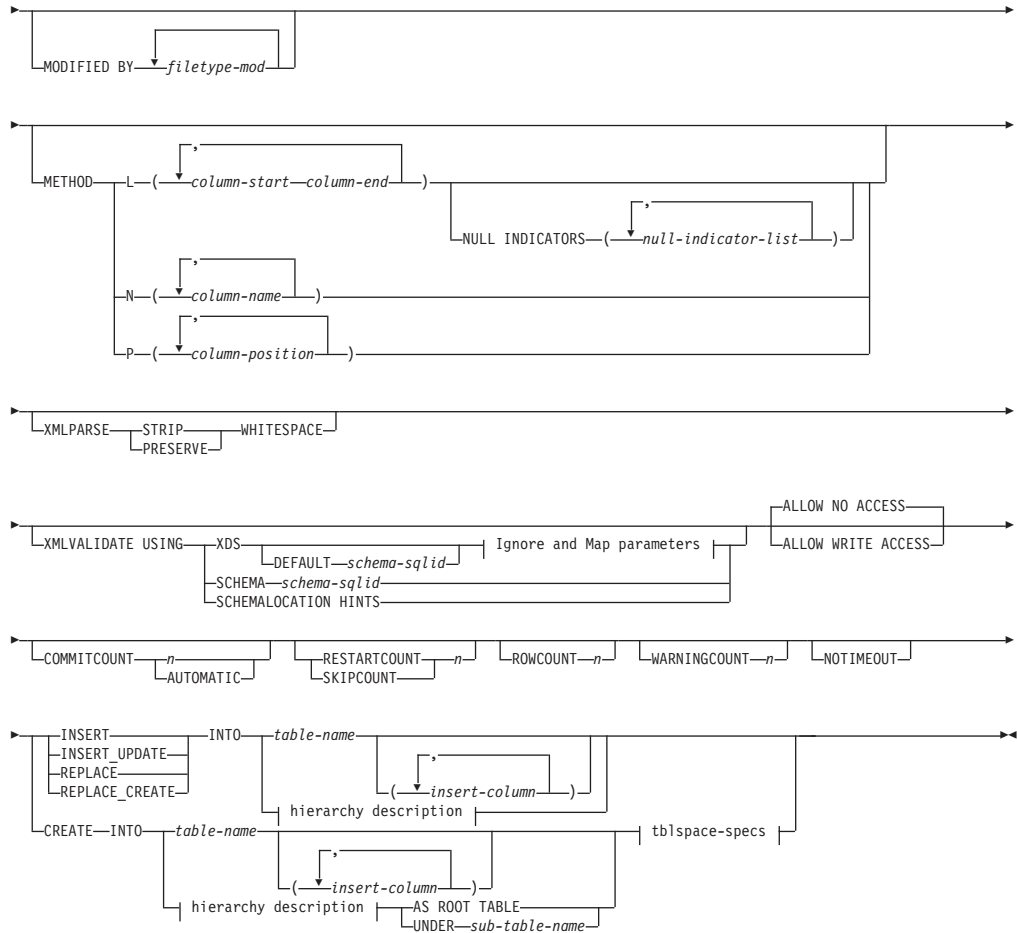 MODIFIED BY filetype-mod
,
METHOD L ( column-start column-end )
,
NULL INDICATORS ( null-indicator-list )
,
N ( column-name )
,
P ( column-position )
XMLPARSE STRIP WHITESPACE
PRESERVE
ALLOW NO ACCESS
XMLVALIDATE USING XDS Ignore and Map parameters ALLOW WRITE ACCESS
DEFAULT schema-sqlid
SCHEMA schema-sqlid
SCHEMALOCATION HINTS
COMMITCOUNT n RESTARTCOUNT n ROWCOUNT n WARNINGCOUNT n NOTIMEOUT
AUTOMATIC SKIPCOUNT
INSERT INTO table-name
INSERT_UPDATE ,
REPLACE
REPLACE_CREATE ( insert-column )
hierarchy description
CREATE INTO table-name tblspace-specs
,
( insert-column )
hierarchy description AS ROOT TABLE
UNDER sub-table-name